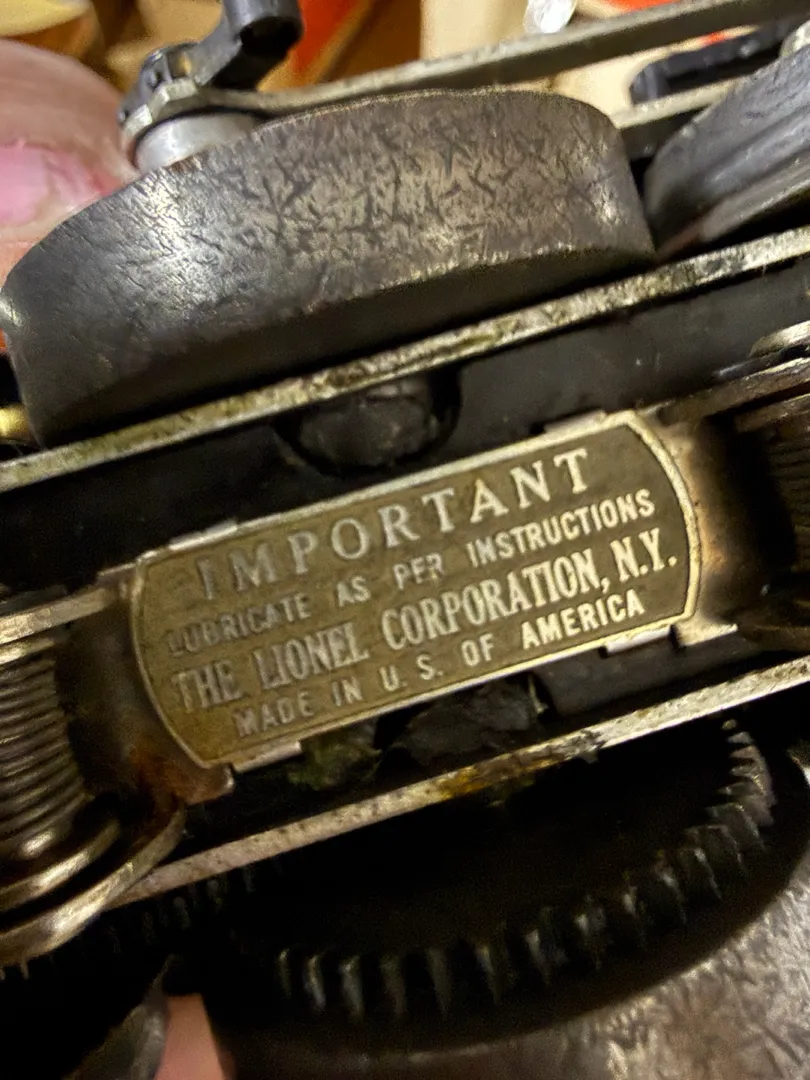 IMPORTANT
LUBRICATE AS PER INSTRUCTIONS
THE LIONEL CORPORATION, N.Y.
MADE IN U.S. OF AMERICA